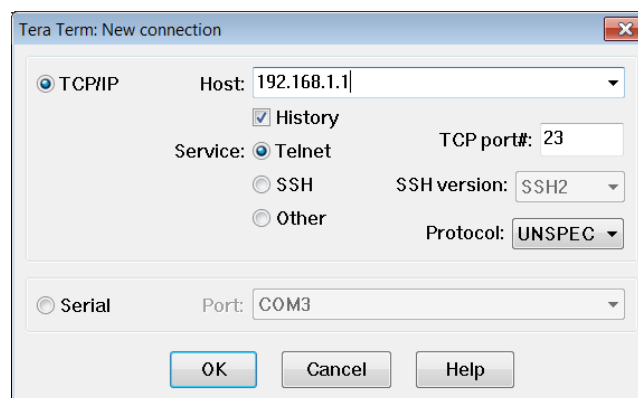 Tera Term: New connection
TCP/IP Host: 192.168.1.1
History
Service: Telnet TCP port#: 23
SSH SSH version: SSH2
Other Protocol: UNSPEC
Serial Port: COM3
OK Cancel Help